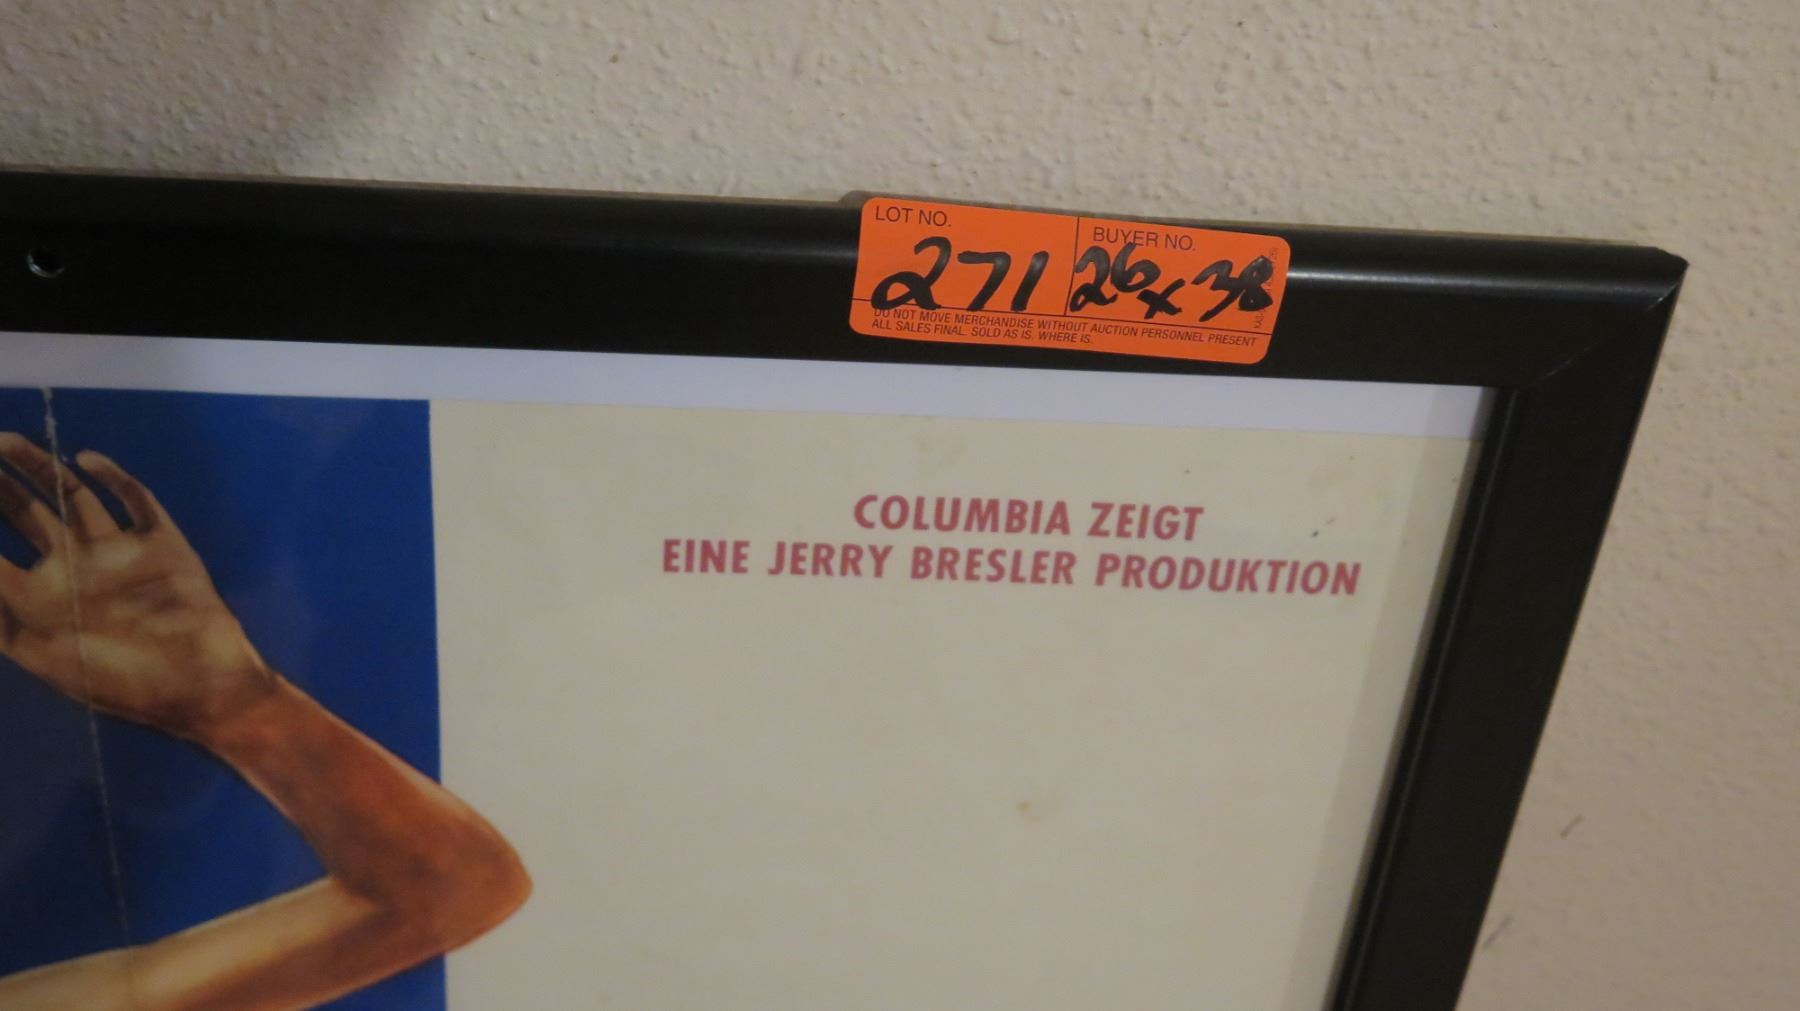 LOT NO.
BUYER NO.
271
26x38
DO NOT MOVE MERCHANDISE WITHOUT AUCTION PERSONNEL PRESENT
ALL SALES FINAL. SOLD AS IS. WHERE IS.
COLUMBIA ZEIGT
EINE JERRY BRESLER PRODUKTION